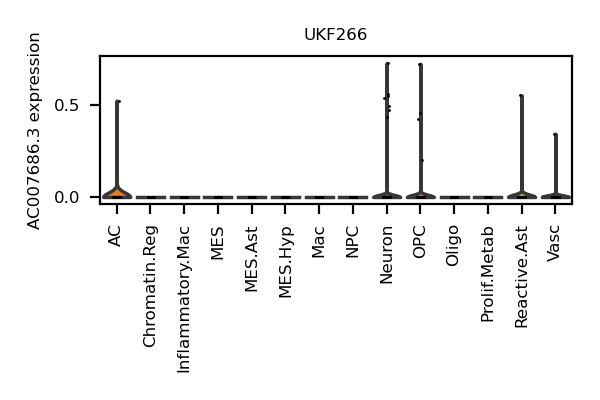 UKF266
AC007686.3 expression
0.5
0.0
AC
Chromatin.Reg
Inflammatory.Mac
MES
MES.Ast
MES.Hyp
Mac
NPC
Neuron
OPC
Oligo
Prolif.Metab
Reactive.Ast
Vasc